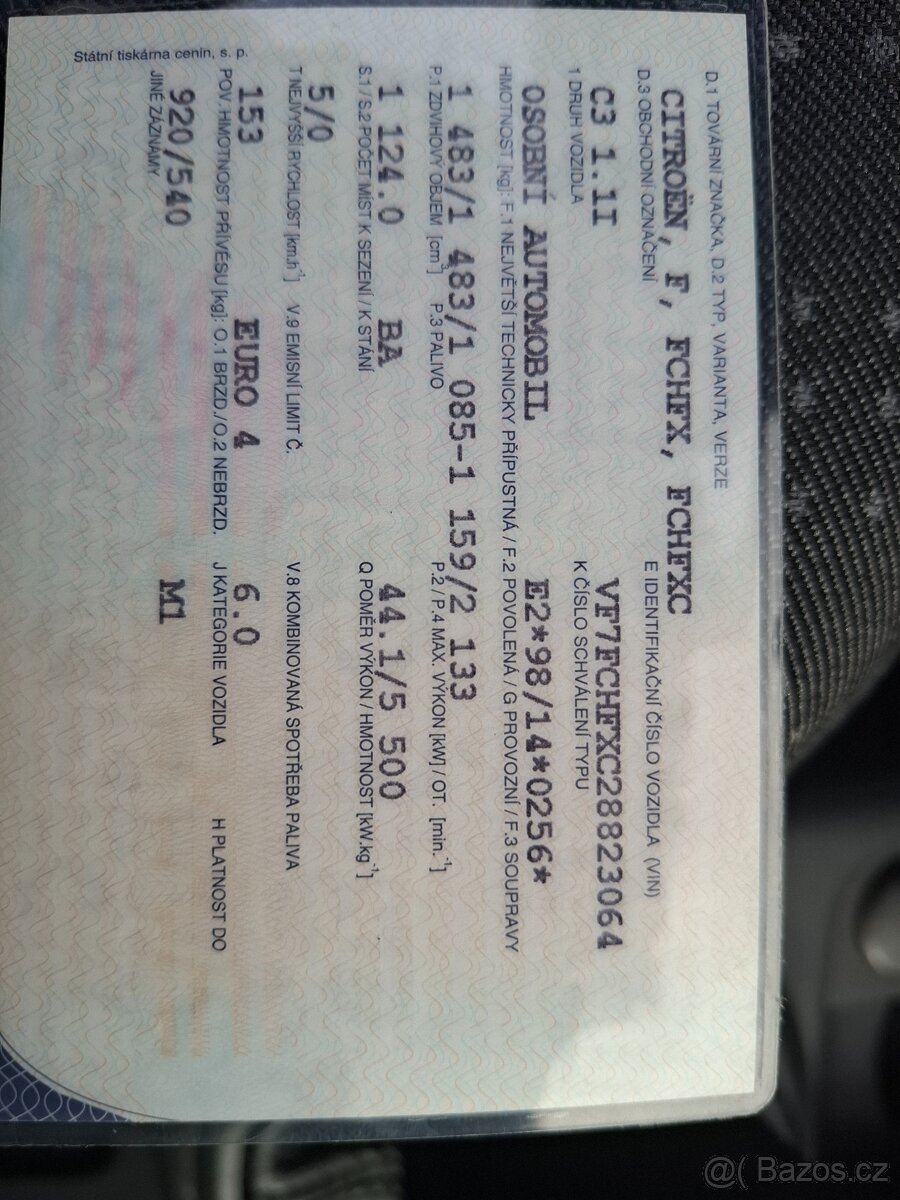 D.1 TOVÁRNÍ ZNAČKA, D.2 TYP, VARIANTA, VERZE
CITROËN, F, FCHFX, FCHFXC
D.3 OBCHODNÍ OZNAČENÍ E IDENTIFIKAČNÍ ČÍSLO VOZIDLA (VIN)
C3 1.1I VF7FCHFXC28823064
1 DRUH VOZIDLA K ČÍSLO SCHVÁLENÍ TYPU
OSOBNÍ AUTOMOBIL E2*98/14*0256*
HMOTNOST [kg]: F.1 NEJVĚTŠÍ TECHNICKY PŘÍPUSTNÁ / F.2 POVOLENÁ / G PROVOZNÍ / F.3 SOUPRAVY
1 483/1 483/1 085-1 159/2 133
P.1 ZDVIHOVÝ OBJEM [cm³] P.3 PALIVO P.2 / P.4 MAX. VÝKON [kW] / OT. [min.⁻¹]
1 124.0 BA 44.1/5 500
S.1 / S.2 POČET MÍST K SEZENÍ / K STÁNÍ Q POMĚR VÝKON / HMOTNOST [kW.kg⁻¹]
5/0
T NEJVYŠŠÍ RYCHLOST [km.h⁻¹] V.9 EMISNÍ LIMIT Č. V.8 KOMBINOVANÁ SPOTŘEBA PALIVA
153 EURO 4 6.0
POV. HMOTNOST PŘÍVĚSU [kg]: O.1 BRZD./O.2 NEBRZD. J KATEGORIE VOZIDLA H PLATNOST DO
920/540 M1
JINÉ ZÁZNAMY
Státní tiskárna cenin, s. p.
@( Bazos.cz